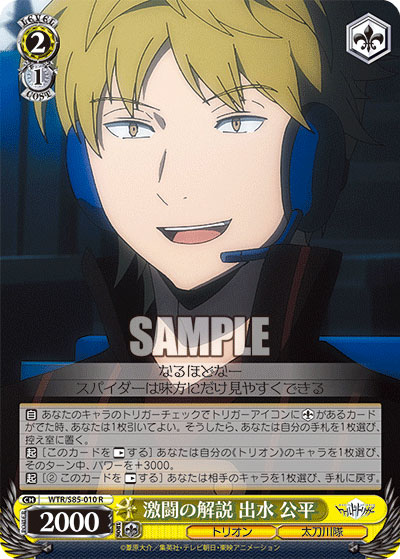 LEVEL
2
1
COST
SAMPLE
なるほどなー
スパイダーは味方にだけ見やすくできる
自 あなたのキャラのトリガーチェックでトリガーアイコンに があるカード
がでた時、あなたは1枚引いてよい。そうしたら、あなたは自分の手札を1枚選び、
控え室に置く。
起 [このカードを する] あなたは自分の《トリオン》のキャラを1枚選び、
そのターン中、パワーを+3000。
起 [② このカードを する] あなたは相手のキャラを1枚選び、手札に戻す。
CH WTR/S85-010 R
2000
激闘の解説 出水 公平
トリオン
太刀川隊
©葦原大介／集英社・テレビ朝日・東映アニメーション